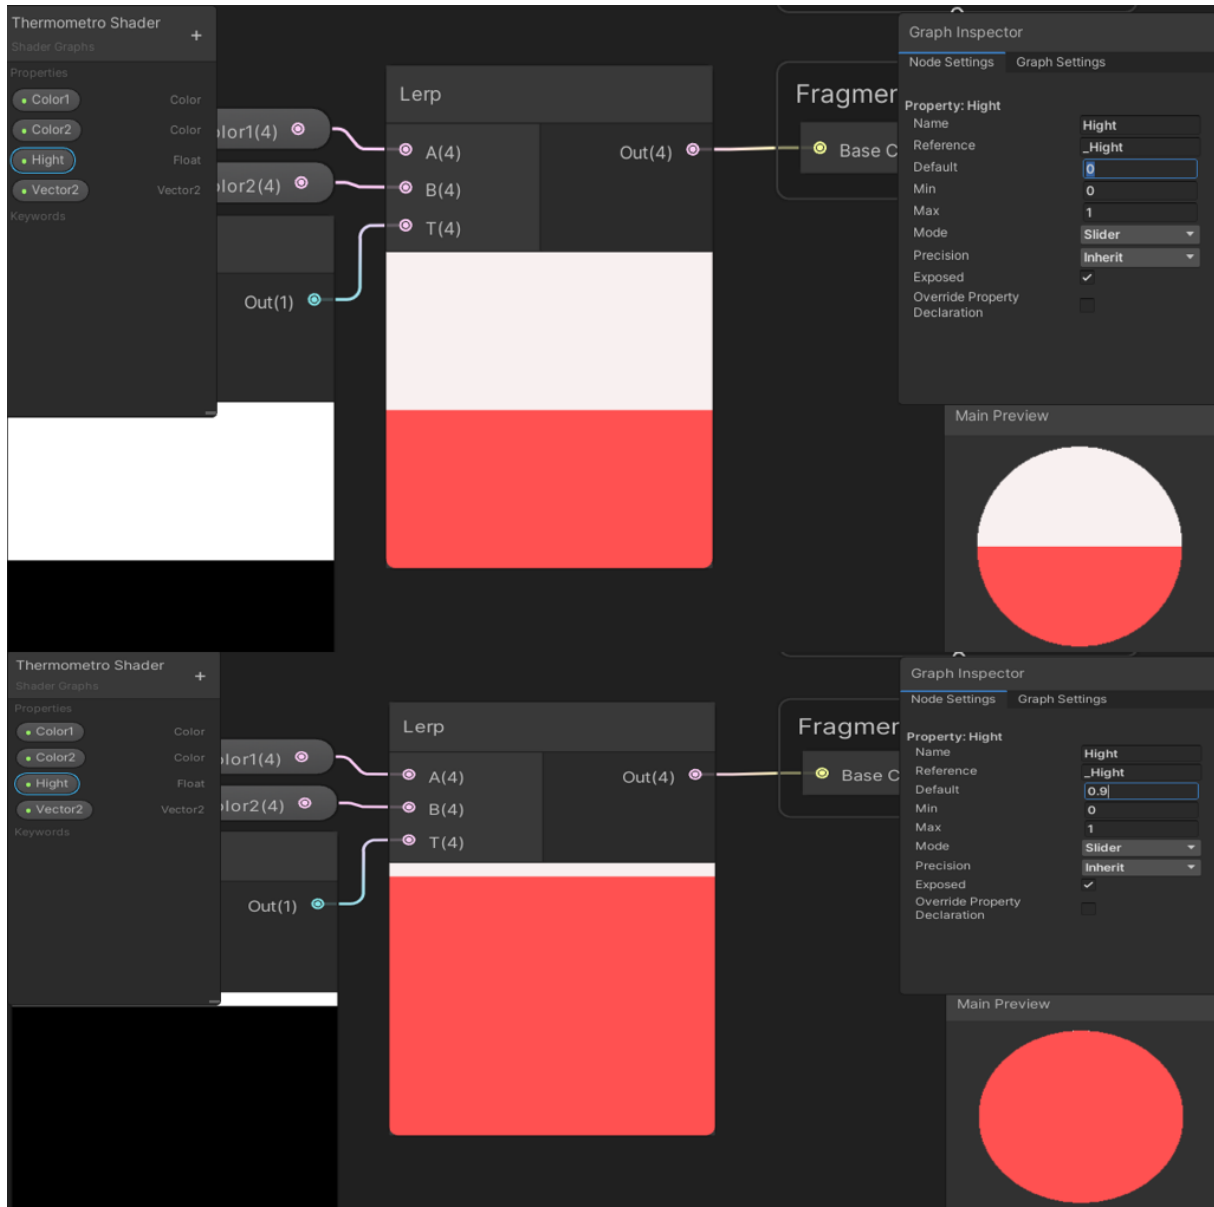 Thermometro Shader
+
Shader Graphs
Properties
Color1 Color
Color2 Color
Hight Float
Vector2 Vector2
Keywords
lor1(4)
lor2(4)
Out(1)
Lerp
A(4)
B(4)
T(4)
Out(4)
Fragmer
Base C
Graph Inspector
Node Settings Graph Settings
Property: Hight
Name Hight
Reference _Hight
Default 0
Min 0
Max 1
Mode Slider
Precision Inherit
Exposed
Override Property
Declaration
Main Preview
Thermometro Shader
+
Shader Graphs
Properties
Color1 Color
Color2 Color
Hight Float
Vector2 Vector2
Keywords
lor1(4)
lor2(4)
Out(1)
Lerp
A(4)
B(4)
T(4)
Out(4)
Fragmer
Base C
Graph Inspector
Node Settings Graph Settings
Property: Hight
Name Hight
Reference _Hight
Default 0.9
Min 0
Max 1
Mode Slider
Precision Inherit
Exposed
Override Property
Declaration
Main Preview